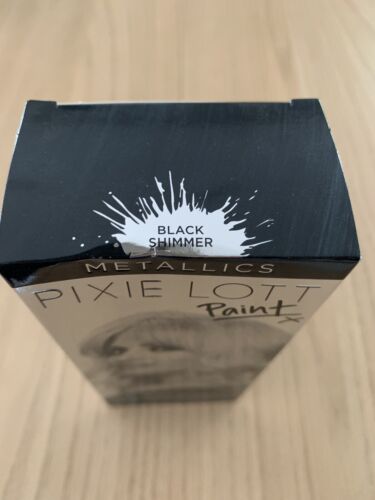 BLACK
SHIMMER
METALLICS
PIXIE LOTT
Paint x